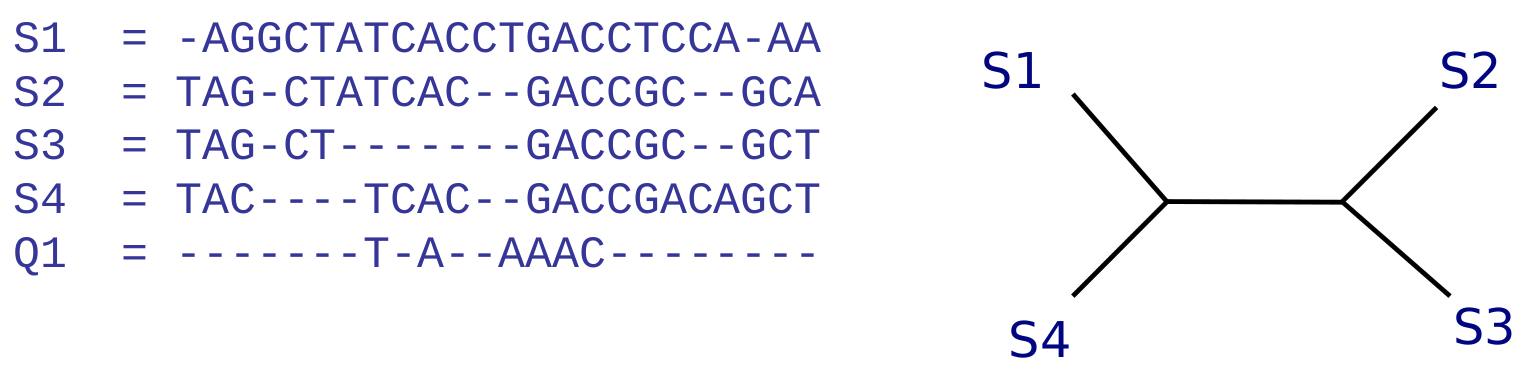 S1 = -AGGCTATCACCTGACCTCCA-AA
S2 = TAG-CTATCAC--GACCGC--GCA
S3 = TAG-CT-------GACCGC--GCT
S4 = TAC----TCAC--GACCGACAGCT
Q1 = -------T-A--AAAC--------
S1
S2
S4
S3